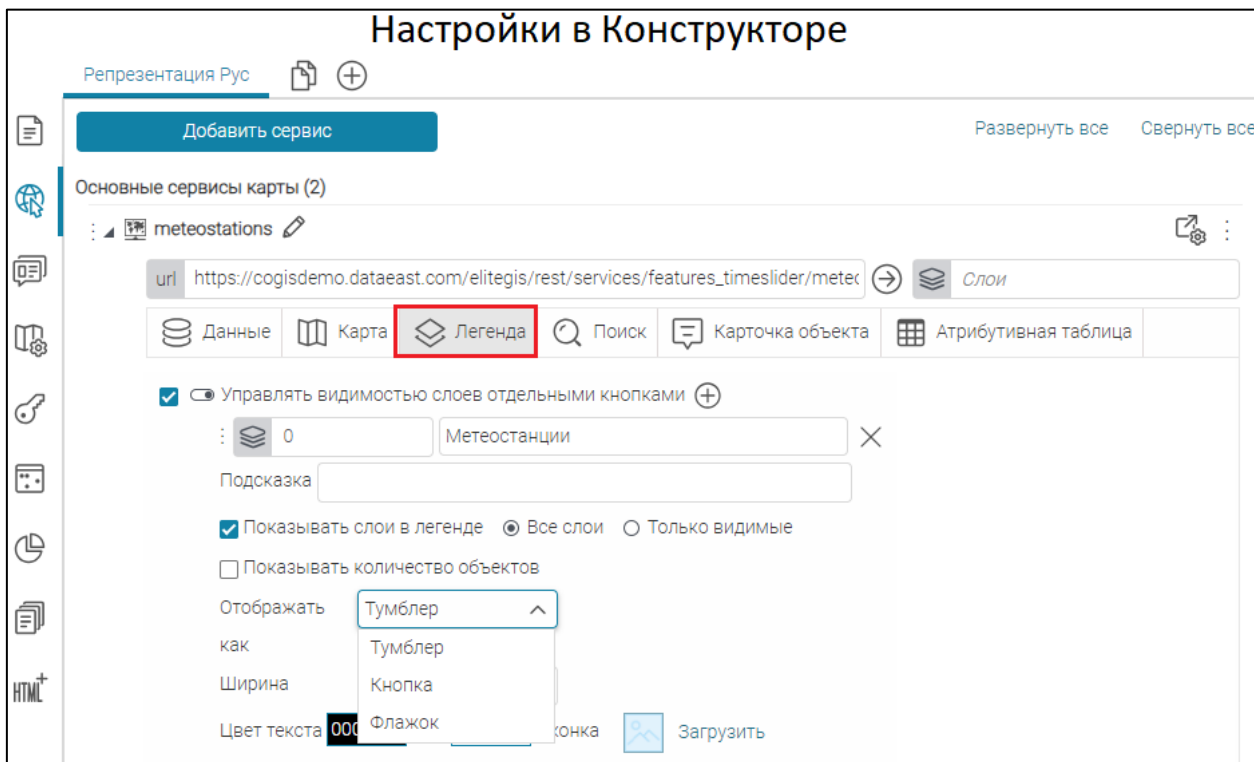 Настройки в Конструкторе
Репрезентация Рус
Добавить сервис Развернуть все Свернуть все
Основные сервисы карты (2)
meteostations
url https://cogisdemo.dataeast.com/elitegis/rest/services/features_timeslider/metec Слои
Данные Карта Легенда Поиск Карточка объекта Атрибутивная таблица
Управлять видимостью слоев отдельными кнопками
0 Метеостанции
Подсказка
Показывать слои в легенде Все слои Только видимые
Показывать количество объектов
Отображать Тумблер
как Тумблер
Ширина Кнопка
HTML+
Флажок
Цвет текста 000 конка Загрузить